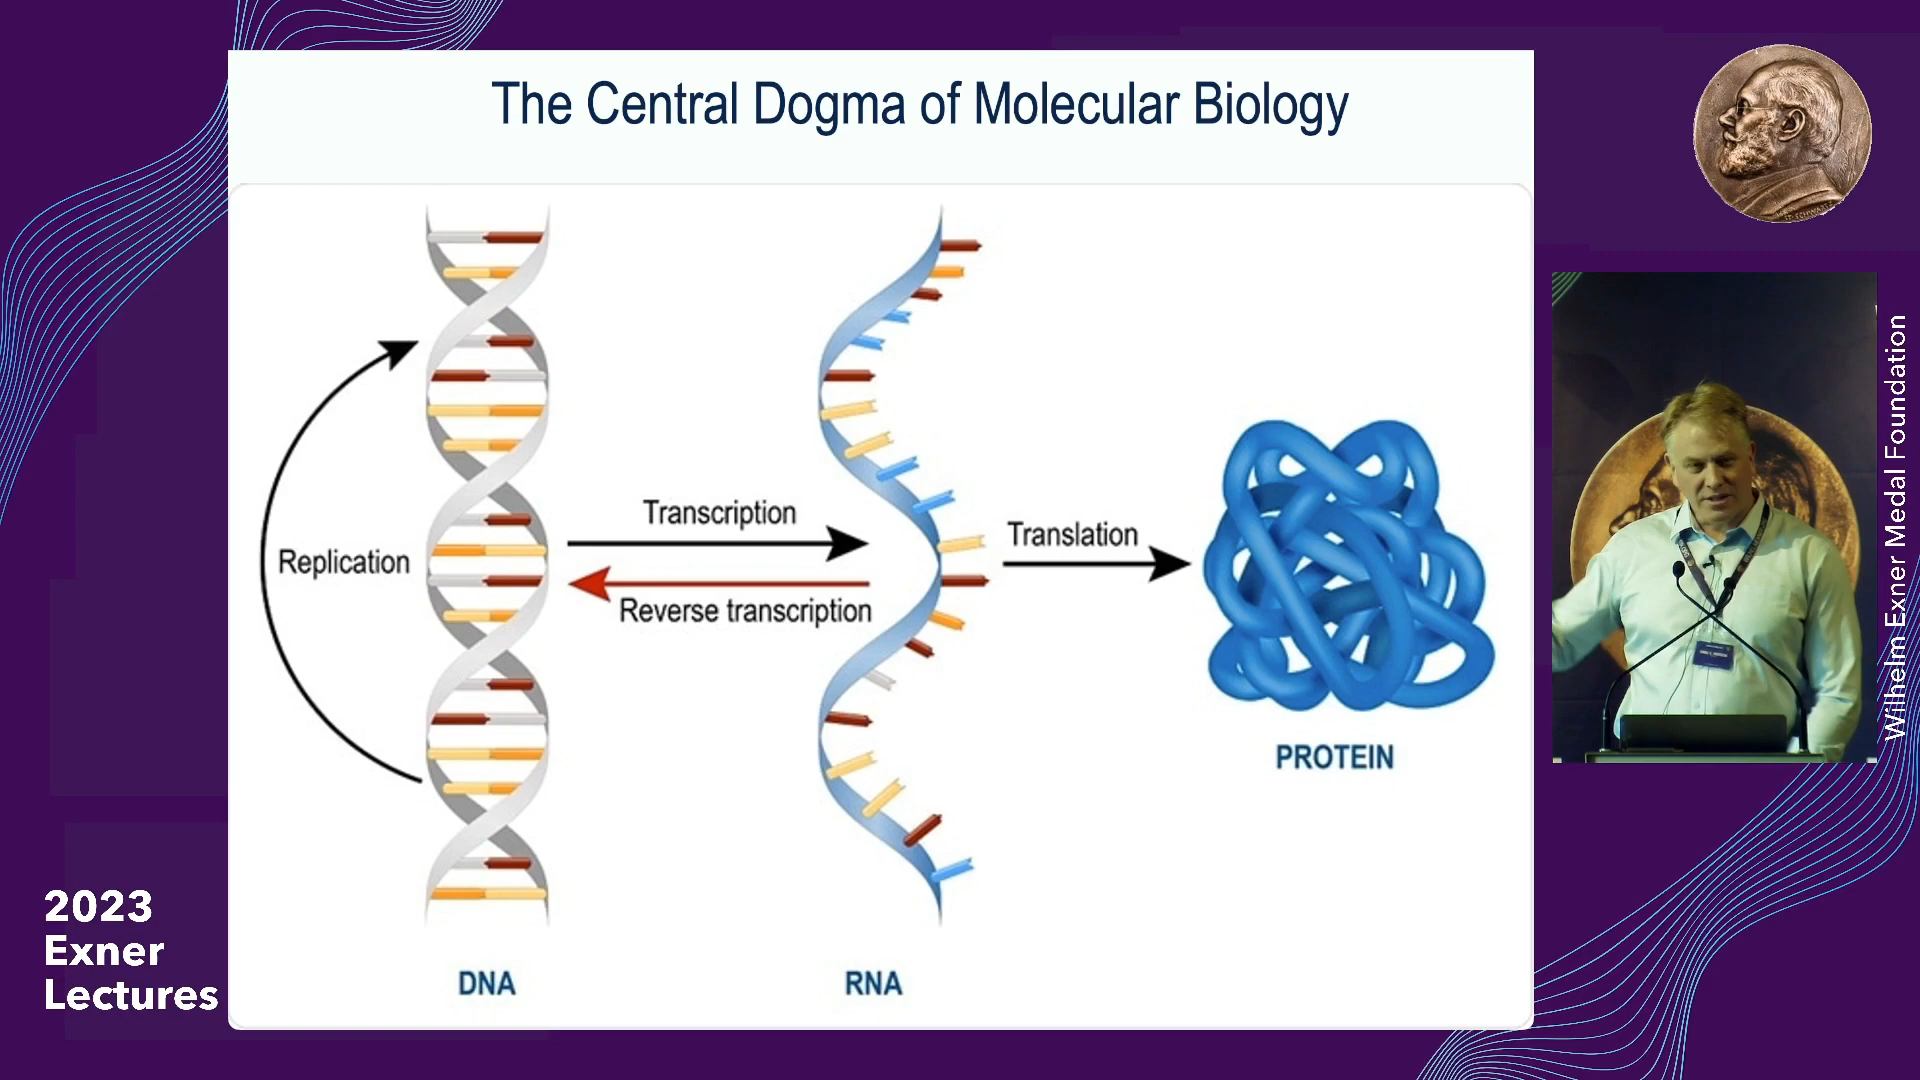 The Central Dogma of Molecular Biology
Replication
Transcription
Reverse transcription
Translation
PROTEIN
DNA
RNA
2023
Exner
Lectures
Wilhelm Exner Medal Foundation